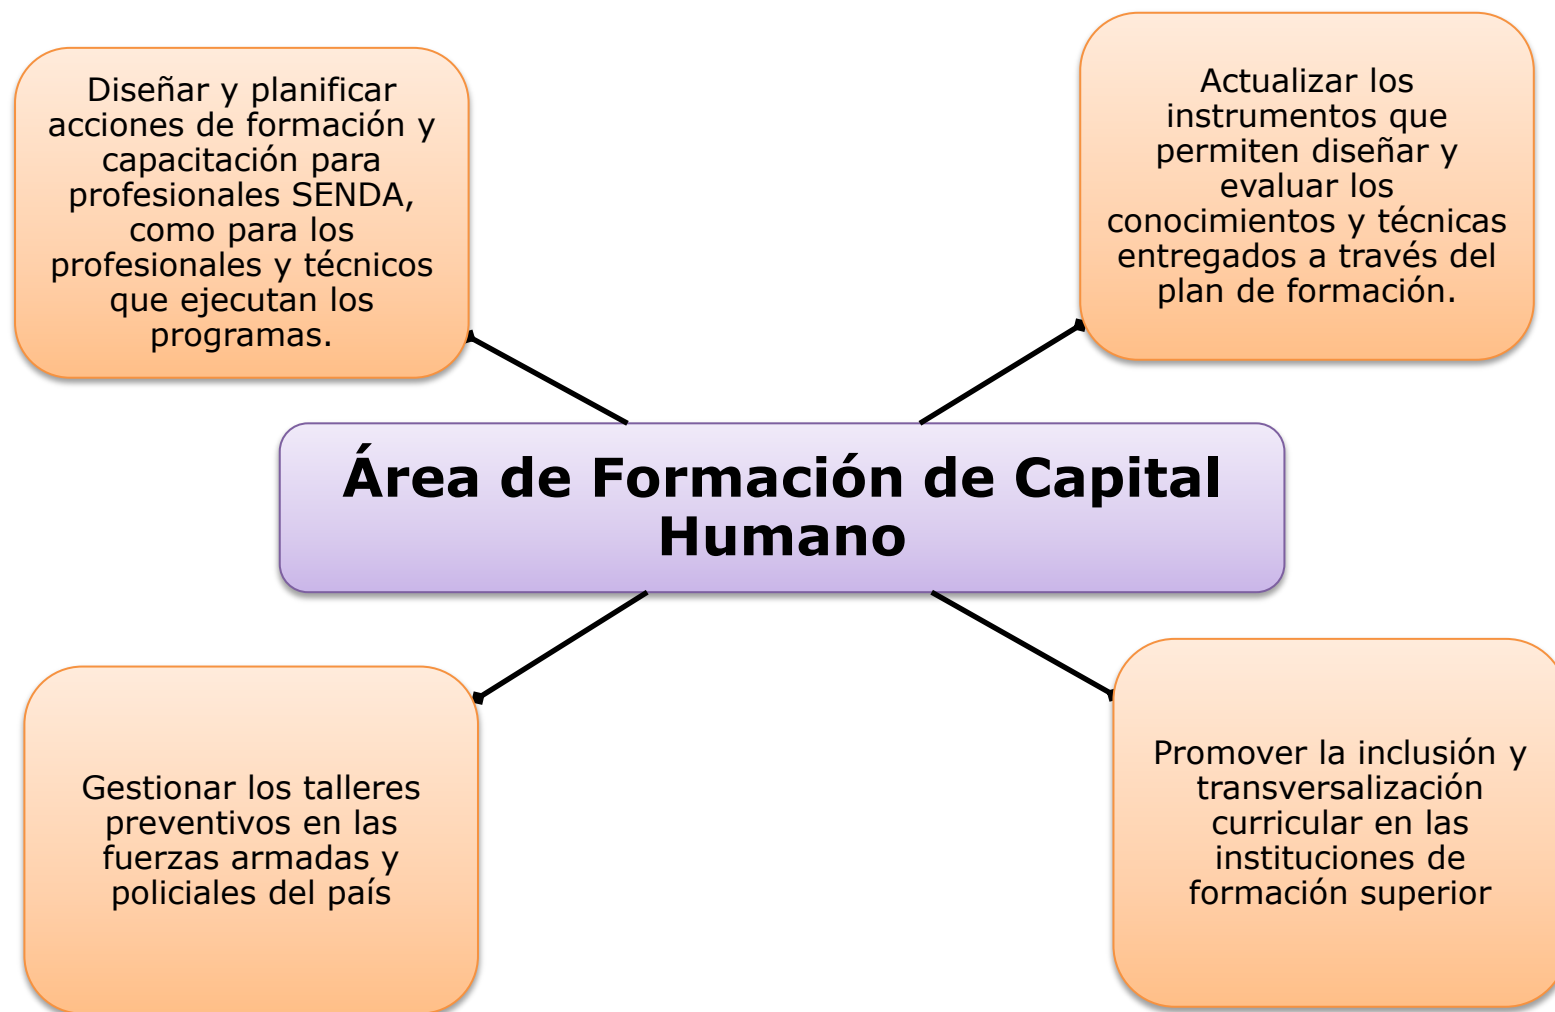 Diseñar y planificar
acciones de formación y
capacitación para
profesionales SENDA,
como para los
profesionales y técnicos
que ejecutan los
programas.
Actualizar los
instrumentos que
permiten diseñar y
evaluar los
conocimientos y técnicas
entregados a través del
plan de formación.
Área de Formación de Capital
Humano
Gestionar los talleres
preventivos en las
fuerzas armadas y
policiales del país
Promover la inclusión y
transversalización
curricular en las
instituciones de
formación superior